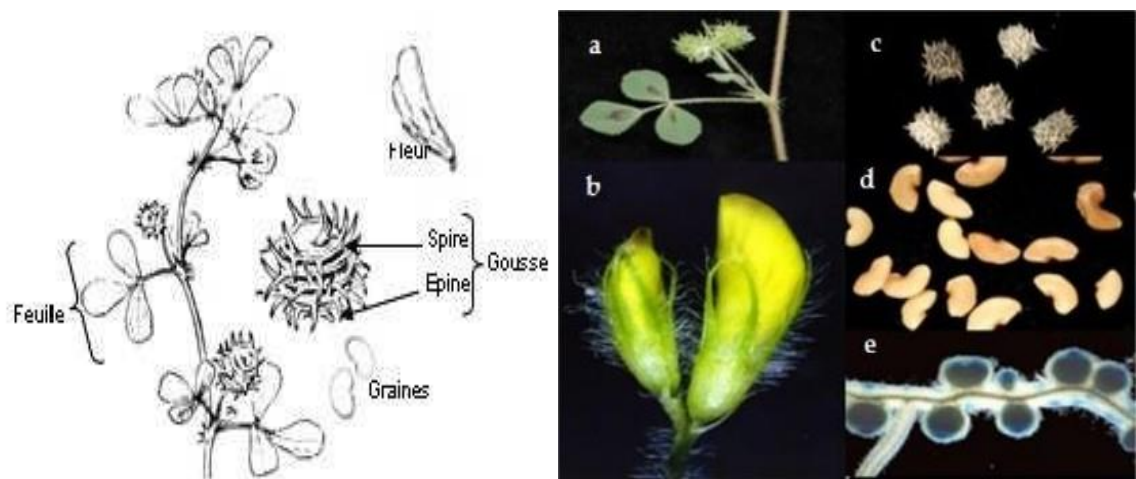 Fleur
Spire
Epine
Gousse
Feuille
Graines
a
b
c
d
e